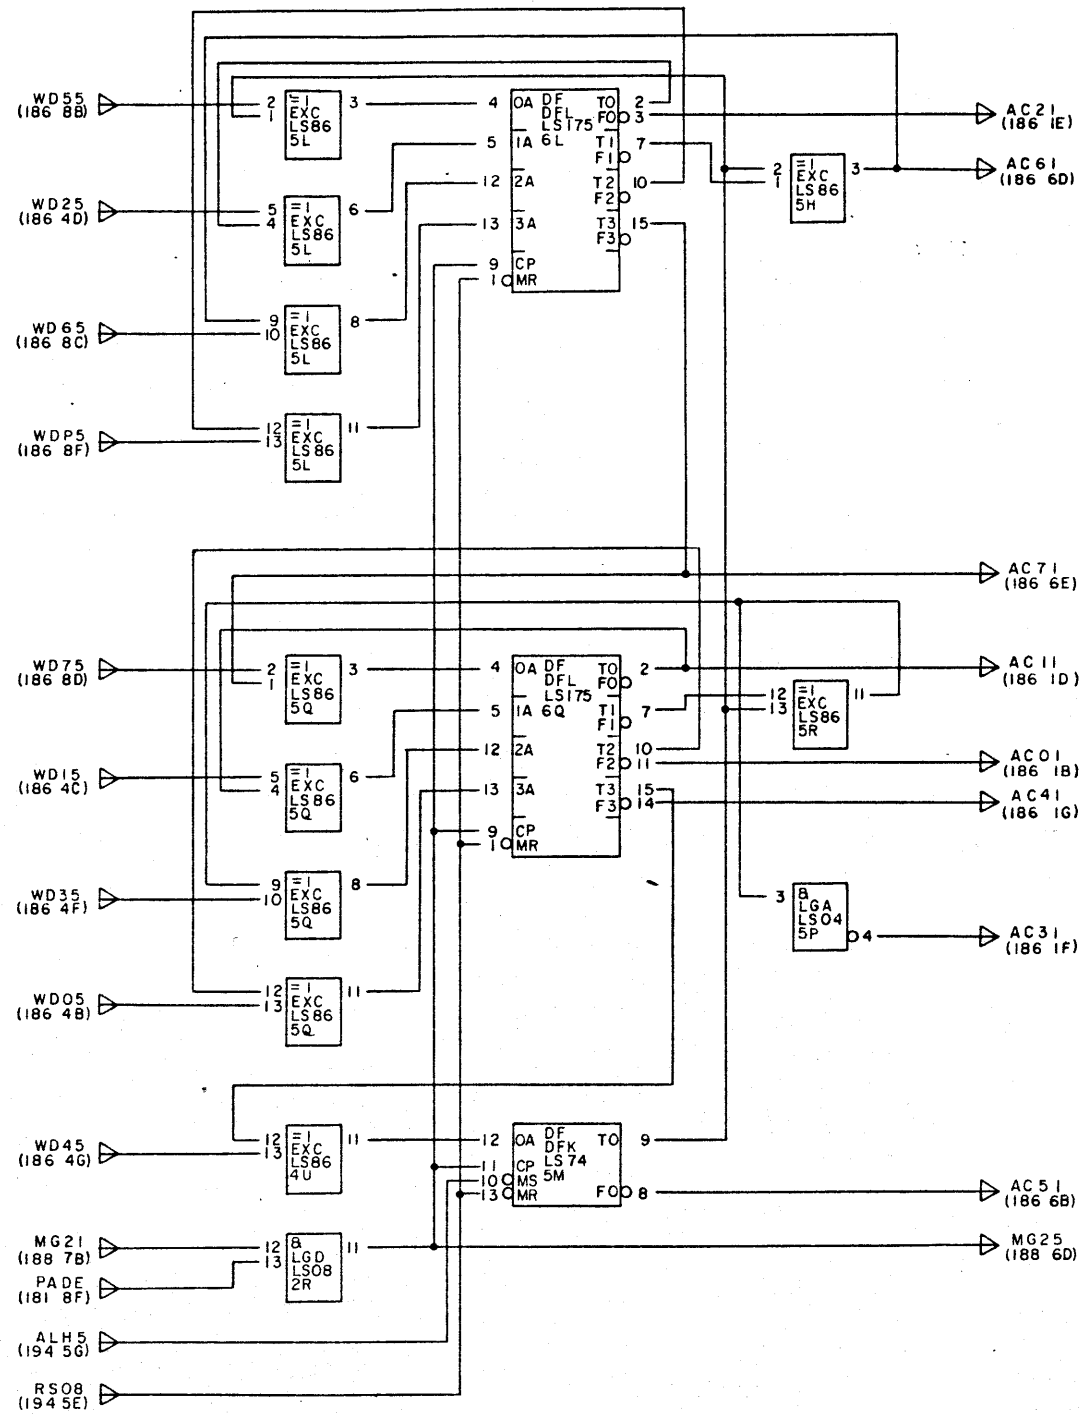 WD55
(186 8B)
2 =1 3
1 EXC
LS86
5L
4 0A DF T0 2
DFL F0 3
LS175
5 1A 6L T1 7
F1
12 2A T2 10
F2
13 3A T3 15
F3
9 CP
1 MR
AC21
(186 1E)
2 =1 3
1 EXC
LS86
5H
AC61
(186 6D)
WD25
(186 4D)
5 =1 6
4 EXC
LS86
5L
WD65
(186 8C)
9 =1 8
10 EXC
LS86
5L
WDP5
(186 8F)
12 =1 11
13 EXC
LS86
5L
AC71
(186 6E)
WD75
(186 8D)
2 =1 3
1 EXC
LS86
5Q
4 0A DF T0 2
DFL F0
LS175
5 1A 6Q T1 7
F1
12 2A T2 10
F2 11
13 3A T3 15
F3 14
9 CP
1 MR
AC11
(186 1D)
12 =1 11
13 EXC
LS86
5R
AC01
(186 1B)
AC41
(186 1G)
WD15
(186 4C)
5 =1 6
4 EXC
LS86
5Q
WD35
(186 4F)
9 =1 8
10 EXC
LS86
5Q
3 &
LGA
LS04
5P 4
AC31
(186 1F)
WD05
(186 4B)
12 =1 11
13 EXC
LS86
5Q
WD45
(186 4G)
12 =1 11
13 EXC
LS86
4U
12 0A DF T0 9
DFK
11 CP LS74
10 MS 5M
13 MR F0 8
AC51
(186 6B)
MG21
(188 7B)
12 & 11
13 LGD
LS08
2R
MG25
(188 6D)
PADE
(181 8F)
ALH5
(194 5G)
RS08
(194 5E)